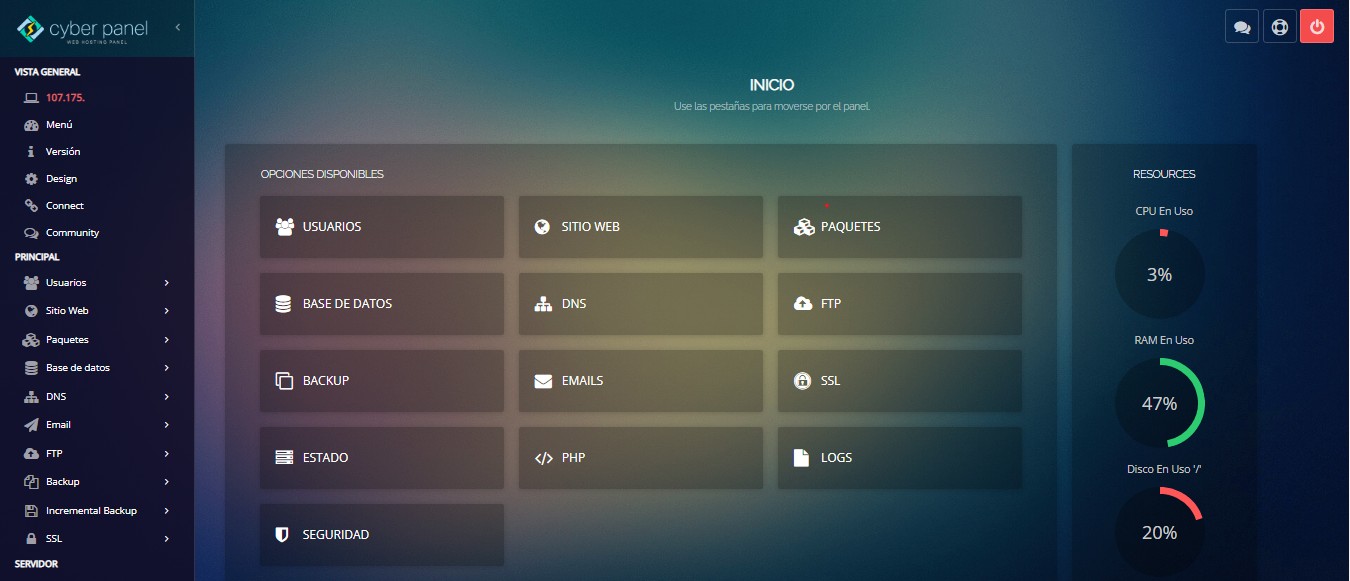 cyber panel
WEB HOSTING PANEL
VISTA GENERAL
107.175.
Menú
Versión
Design
Connect
Community
PRINCIPAL
Usuarios
Sitio Web
Paquetes
Base de datos
DNS
Email
FTP
Backup
Incremental Backup
SSL
SERVIDOR
INICIO
Use las pestañas para moverse por el panel.
OPCIONES DISPONIBLES
USUARIOS
SITIO WEB
PAQUETES
BASE DE DATOS
DNS
FTP
BACKUP
EMAILS
SSL
ESTADO
PHP
LOGS
SEGURIDAD
RESOURCES
CPU En Uso
3%
RAM En Uso
47%
Disco En Uso '/'
20%